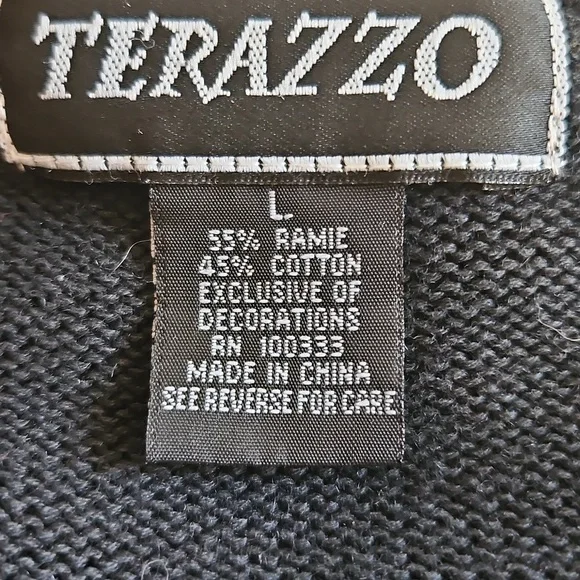 TERAZZO
L
55% RAMIE
45% COTTON
EXCLUSIVE OF
DECORATIONS
RN 100333
MADE IN CHINA
SEE REVERSE FOR CARE